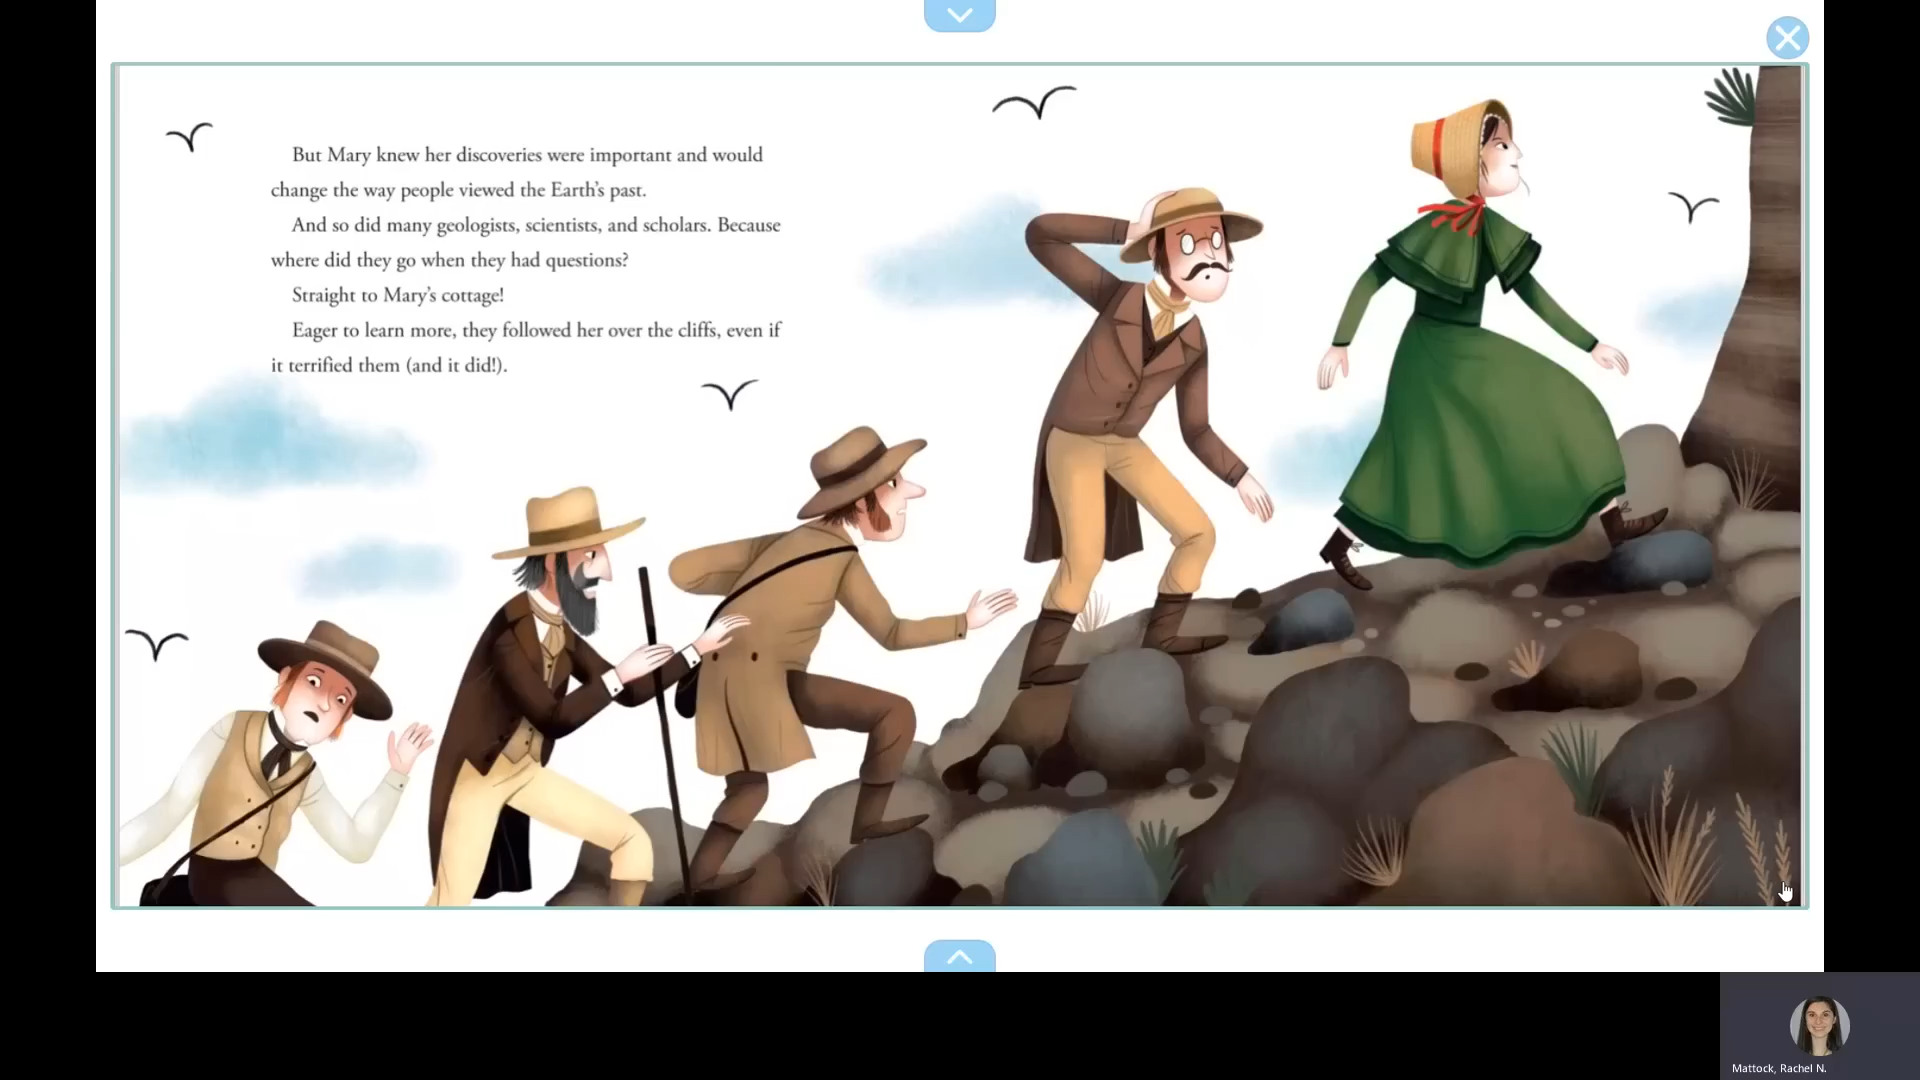 But Mary knew her discoveries were important and would
change the way people viewed the Earth's past.
And so did many geologists, scientists, and scholars. Because
where did they go when they had questions?
Straight to Mary's cottage!
Eager to learn more, they followed her over the cliffs, even if
it terrified them (and it did!).
Mattock, Rachel N.